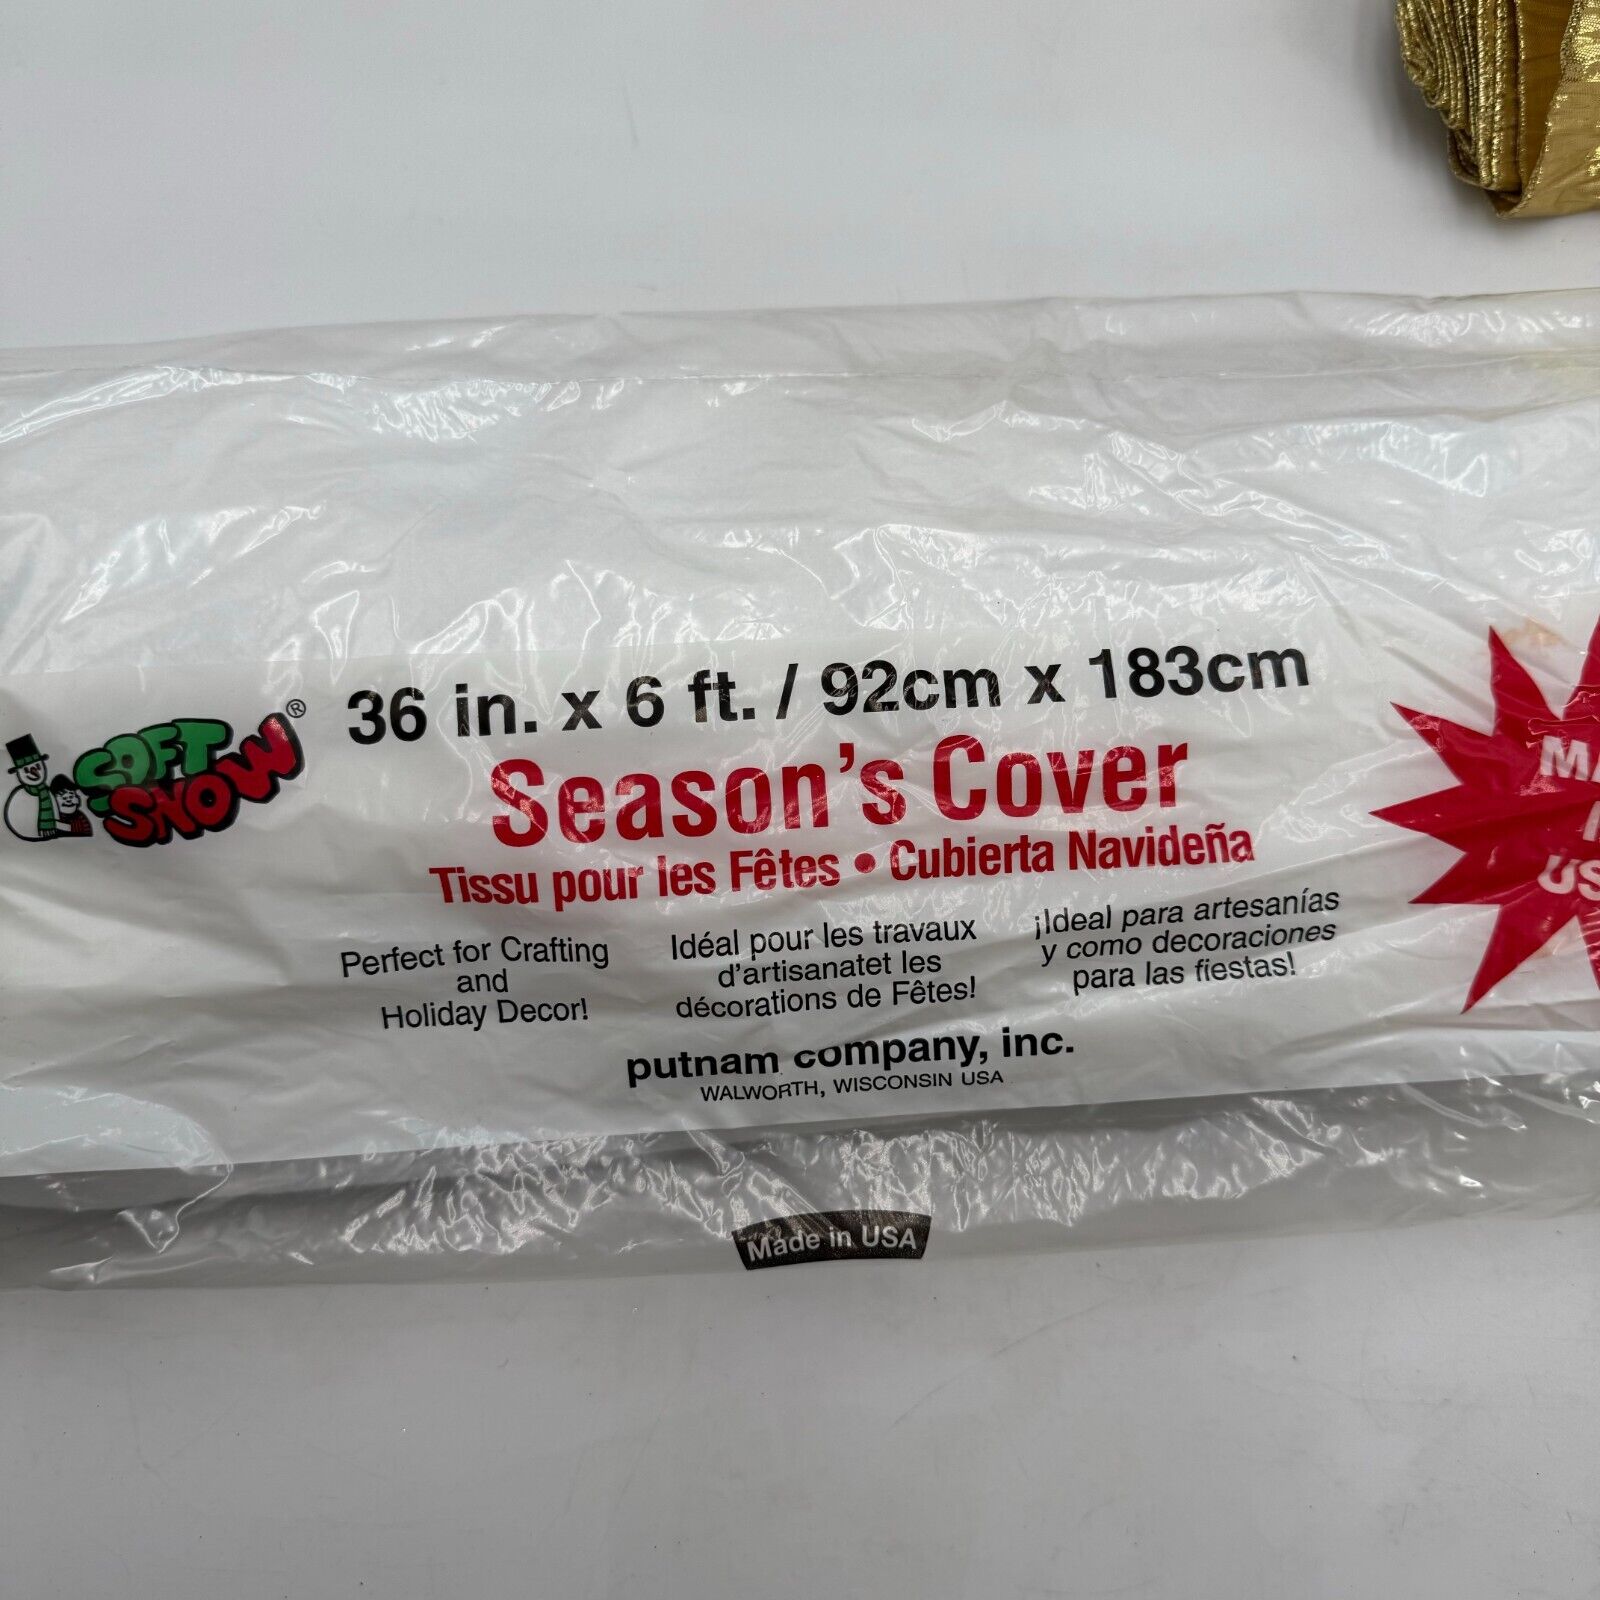 SOFT
SNOW®
36 in. x 6 ft. / 92cm x 183cm
Season's Cover
Tissu pour les Fêtes • Cubierta Navideña
Perfect for Crafting
and
Holiday Decor!
Idéal pour les travaux
d'artisanatet les
décorations de Fêtes!
¡Ideal para artesanías
y como decoraciones
para las fiestas!
putnam company, inc.
WALWORTH, WISCONSIN USA
Made in USA